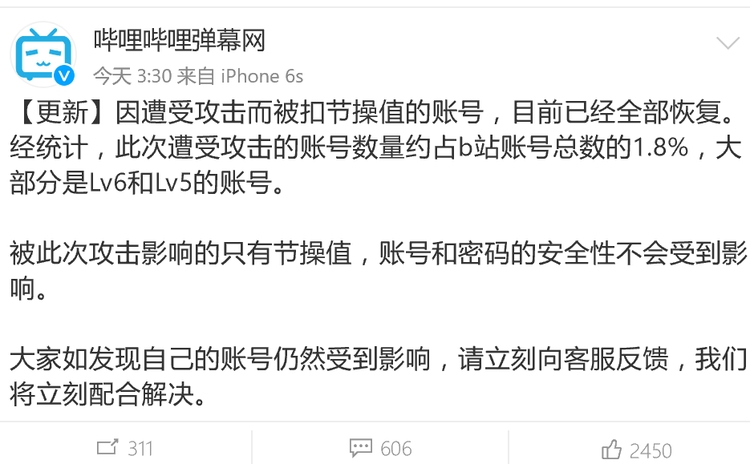 哔哩哔哩弹幕网
今天 3:30 来自 iPhone 6s
【更新】因遭受攻击而被扣节操值的账号，目前已经全部恢复。
经统计，此次遭受攻击的账号数量约占b站账号总数的1.8%，大
部分是Lv6和Lv5的账号。
被此次攻击影响的只有节操值，账号和密码的安全性不会受到影
响。
大家如发现自己的账号仍然受到影响，请立刻向客服反馈，我们
将立刻配合解决。
311 606 2450